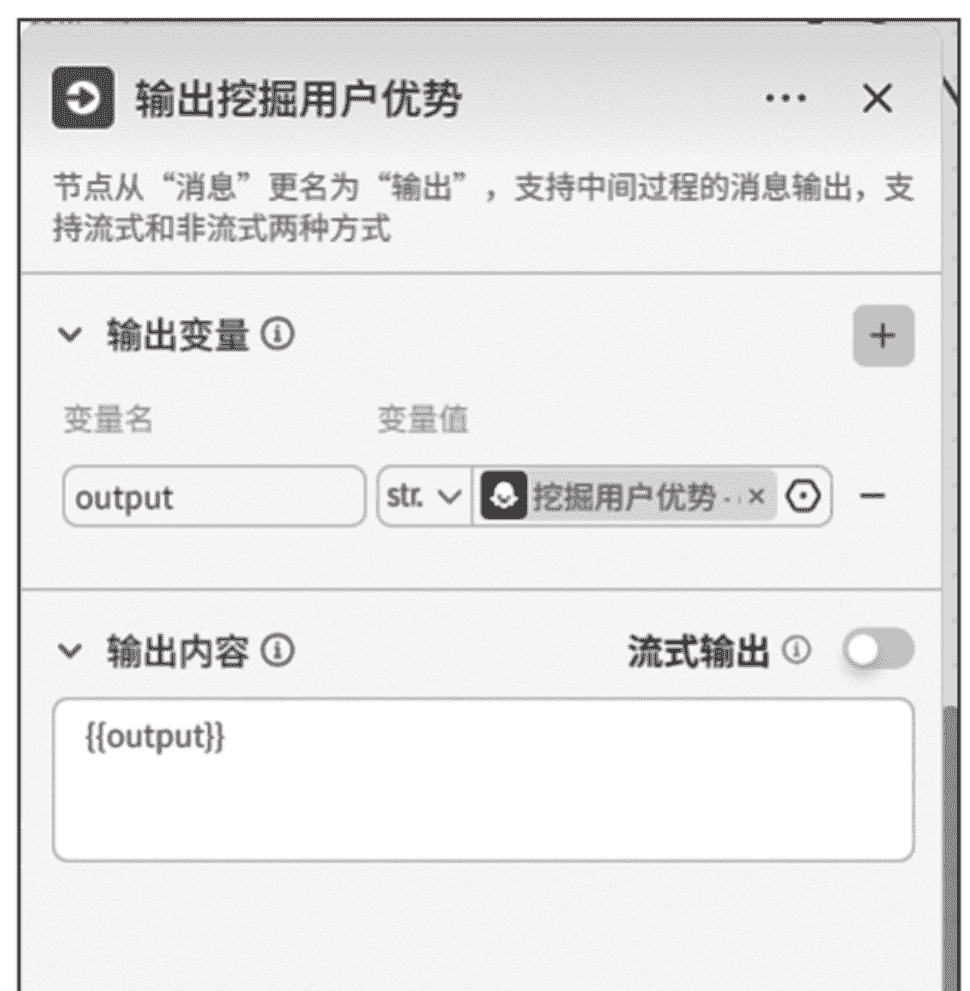 输出挖掘用户优势
节点从“消息”更名为“输出”，支持中间过程的消息输出，支
持流式和非流式两种方式
输出变量
变量名 变量值
output str. 挖掘用户优势
输出内容 流式输出
{{output}}